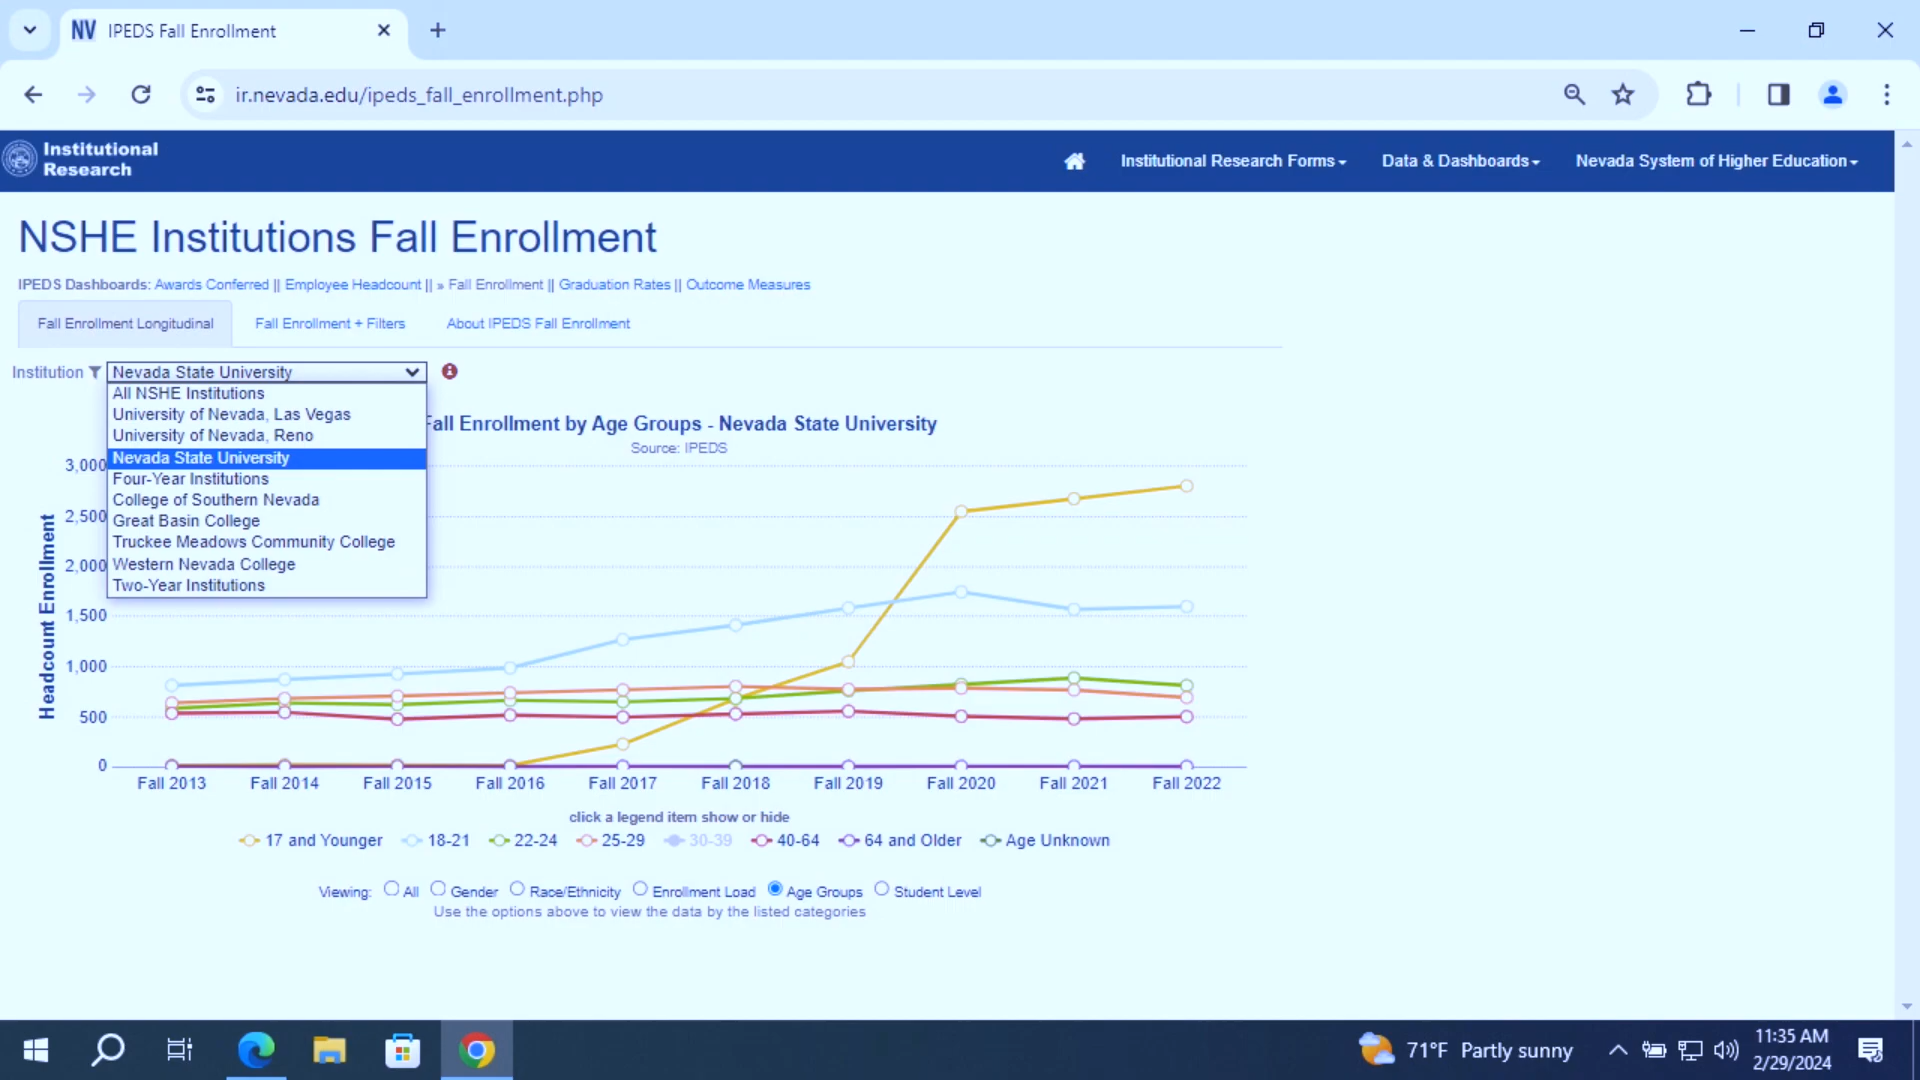 NV IPEDS Fall Enrollment
ir.nevada.edu/ipeds_fall_enrollment.php
Institutional
Research
Institutional Research Forms
Data & Dashboards
Nevada System of Higher Education
NSHE Institutions Fall Enrollment
IPEDS Dashboards: Awards Conferred || Employee Headcount || » Fall Enrollment || Graduation Rates || Outcome Measures
Fall Enrollment Longitudinal
Fall Enrollment + Filters
About IPEDS Fall Enrollment
Institution
Nevada State University
All NSHE Institutions
University of Nevada, Las Vegas
University of Nevada, Reno
Nevada State University
Four-Year Institutions
College of Southern Nevada
Great Basin College
Truckee Meadows Community College
Western Nevada College
Two-Year Institutions
Fall Enrollment by Age Groups - Nevada State University
Source: IPEDS
Headcount Enrollment
3,000
2,500
2,000
1,500
1,000
500
0
Fall 2013 Fall 2014 Fall 2015 Fall 2016 Fall 2017 Fall 2018 Fall 2019 Fall 2020 Fall 2021 Fall 2022
click a legend item show or hide
17 and Younger 18-21 22-24 25-29 30-39 40-64 64 and Older Age Unknown
Viewing: All Gender Race/Ethnicity Enrollment Load Age Groups Student Level
Use the options above to view the data by the listed categories
71°F Partly sunny
11:35 AM
2/29/2024